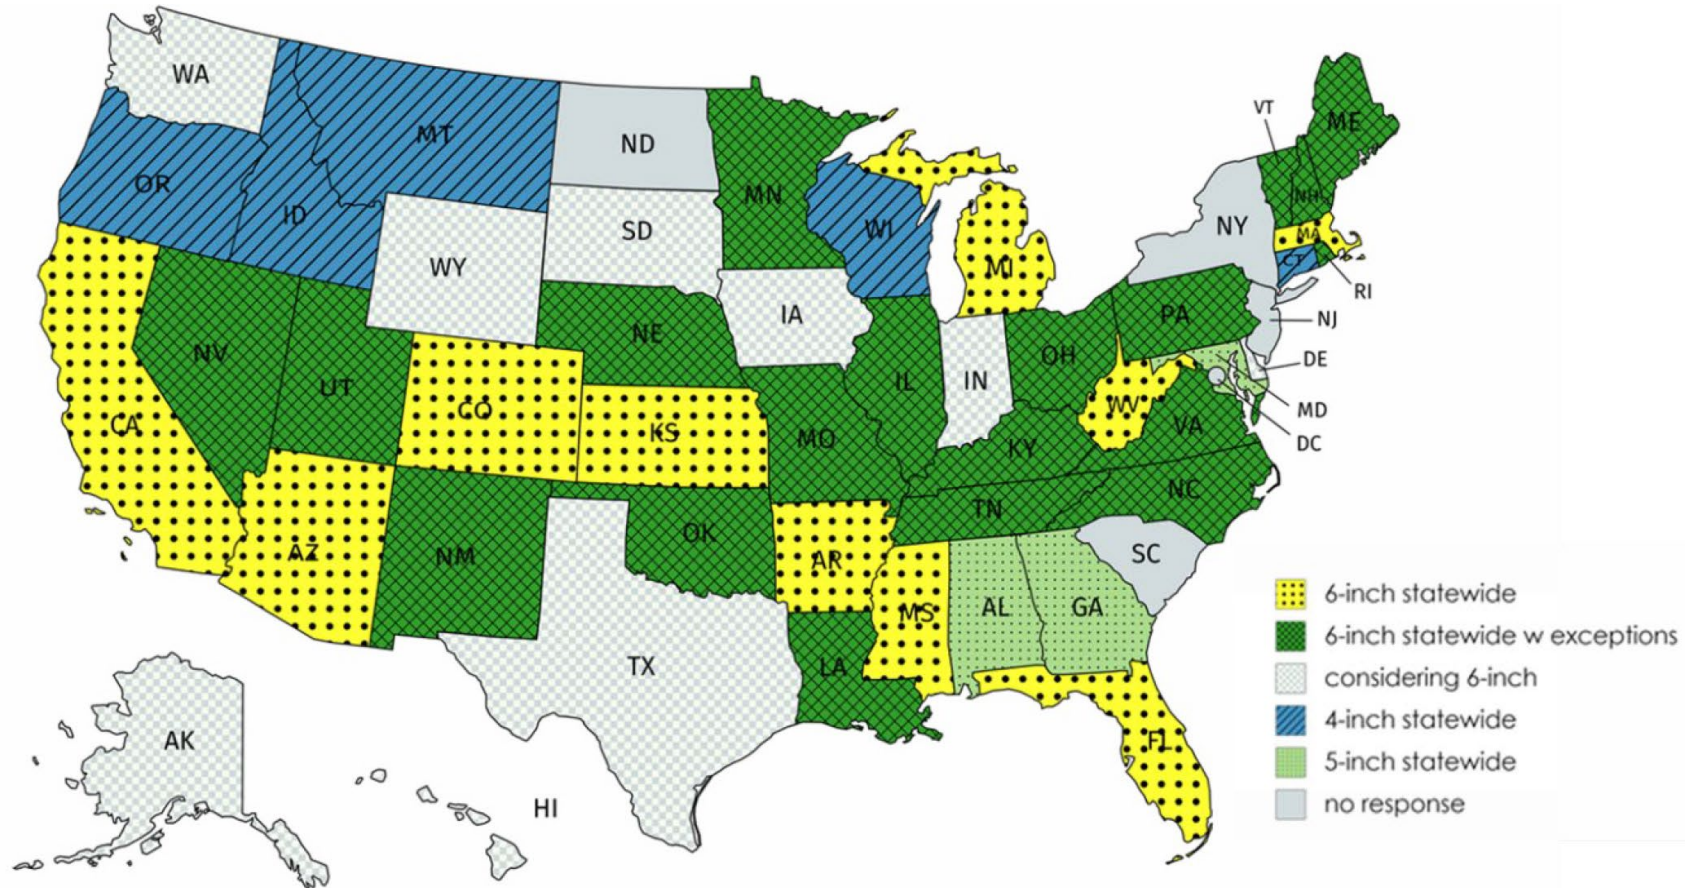 WA
MT
ND
MN
VT
ME
OR
ID
SD
WI
MI
NH
NY
MA
CT
RI
WY
IA
NE
PA
NJ
NV
UT
CO
IL
IN
OH
DE
CA
KS
MO
KY
WV
VA
MD
DC
AZ
NM
OK
AR
TN
NC
SC
MS
AL
GA
TX
LA
FL
AK
HI
6-inch statewide
6-inch statewide w exceptions
considering 6-inch
4-inch statewide
5-inch statewide
no response